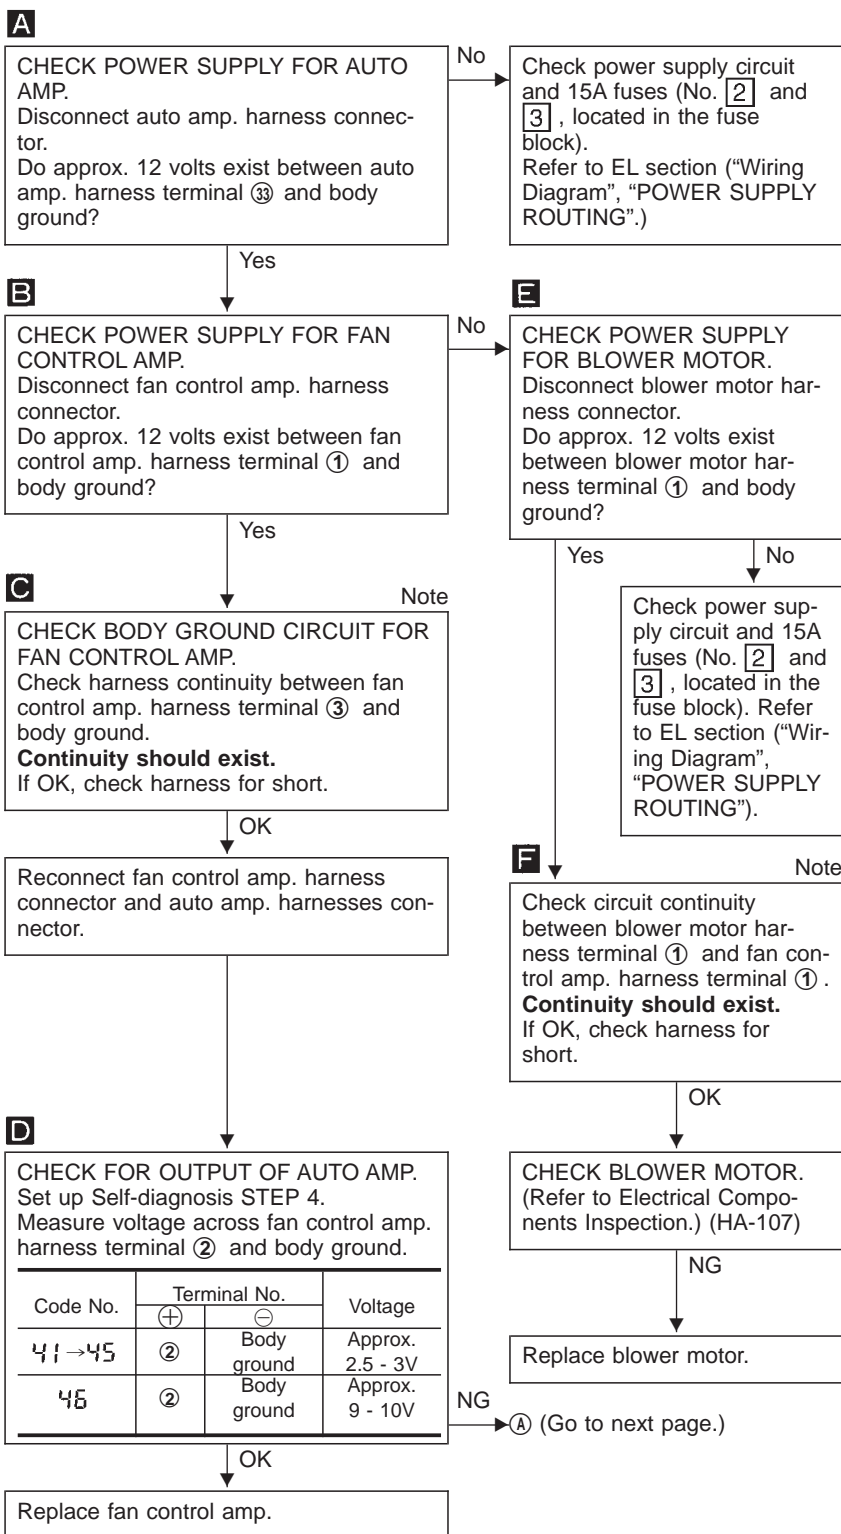 A
CHECK POWER SUPPLY FOR AUTO
AMP.
Disconnect auto amp. harness connec-
tor.
Do approx. 12 volts exist between auto
amp. harness terminal ㉝ and body
ground?
No
Check power supply circuit
and 15A fuses (No. 2 and
3 , located in the fuse
block).
Refer to EL section (“Wiring
Diagram”, “POWER SUPPLY
ROUTING”.)
Yes
B
CHECK POWER SUPPLY FOR FAN
CONTROL AMP.
Disconnect fan control amp. harness
connector.
Do approx. 12 volts exist between fan
control amp. harness terminal ① and
body ground?
No
E
CHECK POWER SUPPLY
FOR BLOWER MOTOR.
Disconnect blower motor har-
ness connector.
Do approx. 12 volts exist
between blower motor har-
ness terminal ① and body
ground?
Yes
Yes
No
Check power sup-
ply circuit and 15A
fuses (No. 2 and
3 , located in the
fuse block). Refer
to EL section (“Wir-
ing Diagram”,
“POWER SUPPLY
ROUTING”).
C
Note
CHECK BODY GROUND CIRCUIT FOR
FAN CONTROL AMP.
Check harness continuity between fan
control amp. harness terminal ③ and
body ground.
Continuity should exist.
If OK, check harness for short.
OK
Reconnect fan control amp. harness
connector and auto amp. harnesses con-
nector.
F
Note
Check circuit continuity
between blower motor har-
ness terminal ① and fan con-
trol amp. harness terminal ① .
Continuity should exist.
If OK, check harness for
short.
OK
CHECK BLOWER MOTOR.
(Refer to Electrical Compo-
nents Inspection.) (HA-107)
NG
Replace blower motor.
D
CHECK FOR OUTPUT OF AUTO AMP.
Set up Self-diagnosis STEP 4.
Measure voltage across fan control amp.
harness terminal ② and body ground.
Code No. Terminal No. Voltage
⊕ ⊖
41→45 ② Body ground Approx. 2.5 - 3V
46 ② Body ground Approx. 9 - 10V
NG
Ⓐ (Go to next page.)
OK
Replace fan control amp.